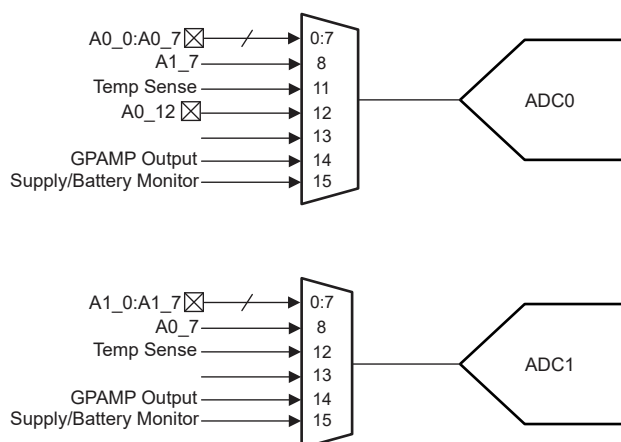 A0_0:A0_7 0:7
A1_7 8
Temp Sense 11
A0_12 12
13
GPAMP Output 14
Supply/Battery Monitor 15
ADC0
A1_0:A1_7 0:7
A0_7 8
Temp Sense 12
13
GPAMP Output 14
Supply/Battery Monitor 15
ADC1